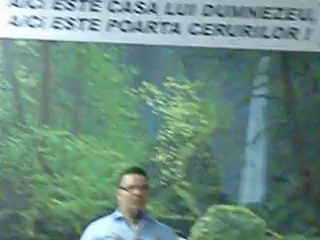 AICI ESTE CASA LUI DUMNEZEU,
AICI ESTE POARTA CERURILOR !